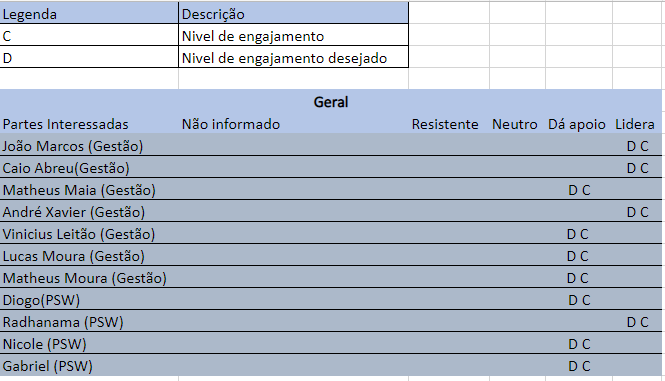 Legenda Descrição
C Nivel de engajamento
D Nivel de engajamento desejado
Geral
Partes Interessadas Não informado Resistente Neutro Dá apoio Lidera
João Marcos (Gestão) D C
Caio Abreu(Gestão) D C
Matheus Maia (Gestão) D C
André Xavier (Gestão) D C
Vinicius Leitão (Gestão) D C
Lucas Moura (Gestão) D C
Matheus Moura (Gestão) D C
Diogo(PSW) D C
Radhanama (PSW) D C
Nicole (PSW) D C
Gabriel (PSW) D C